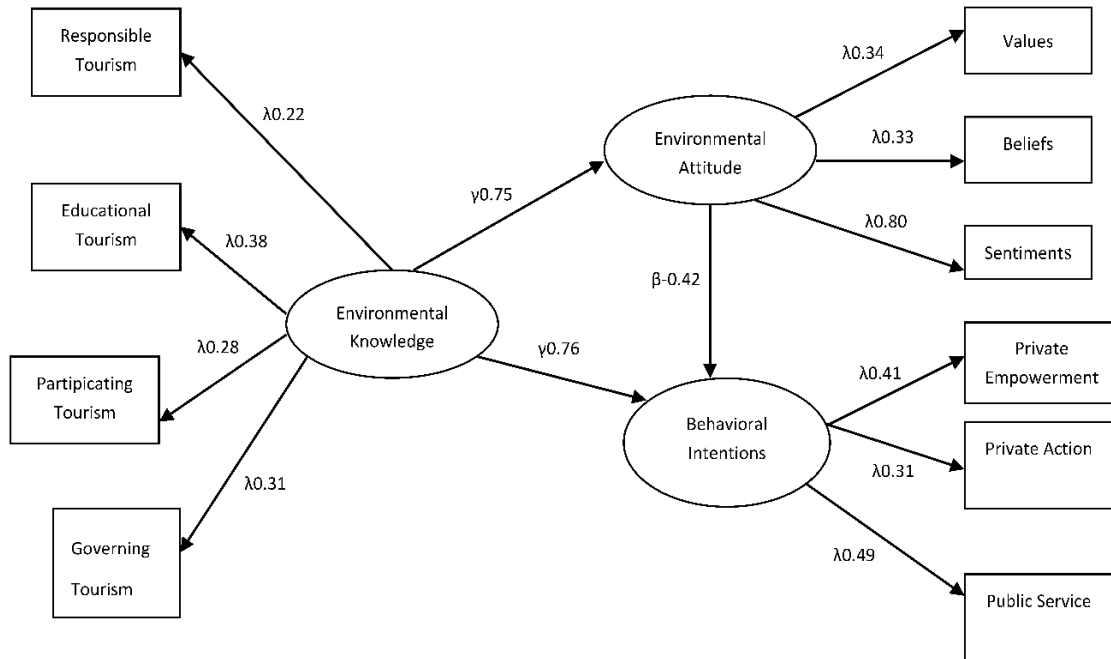 Responsible
Tourism
λ0.22
Educational
Tourism
λ0.38
Partipicating
Tourism
λ0.28
Governing
Tourism
λ0.31
Environmental
Knowledge
γ0.75
γ0.76
Environmental
Attitude
β-0.42
Behavioral
Intentions
λ0.34
Values
λ0.33
Beliefs
λ0.80
Sentiments
λ0.41
Private
Empowerment
λ0.31
Private Action
λ0.49
Public Service